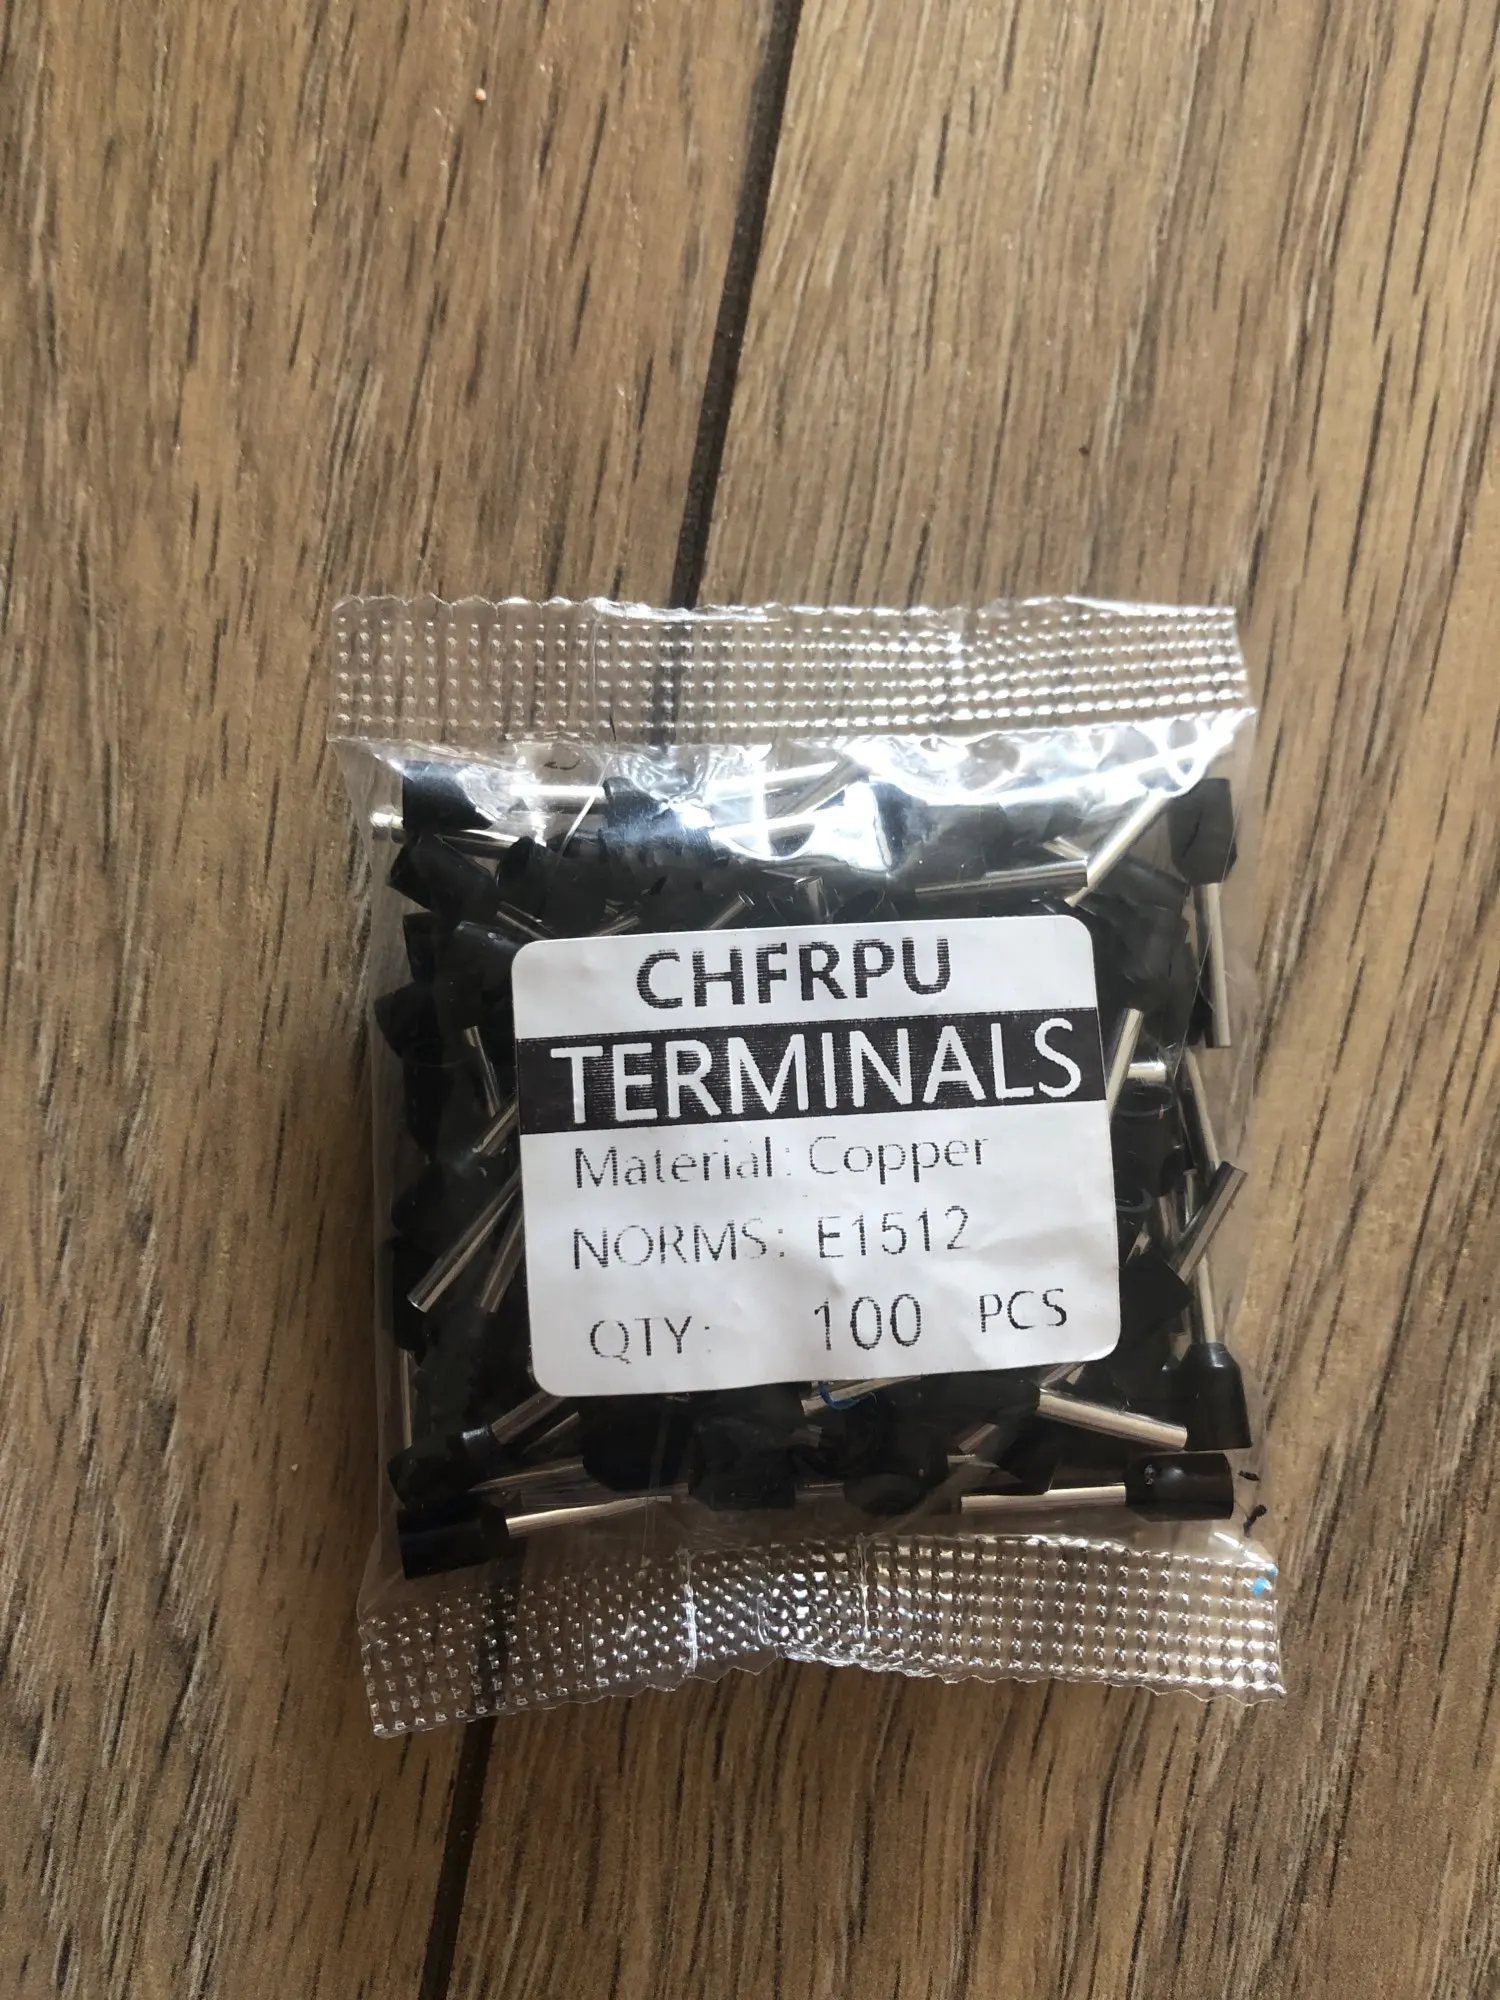 CHFRPU
TERMINALS
Material: Copper
NORMS: E1512
QTY: 100 PCS